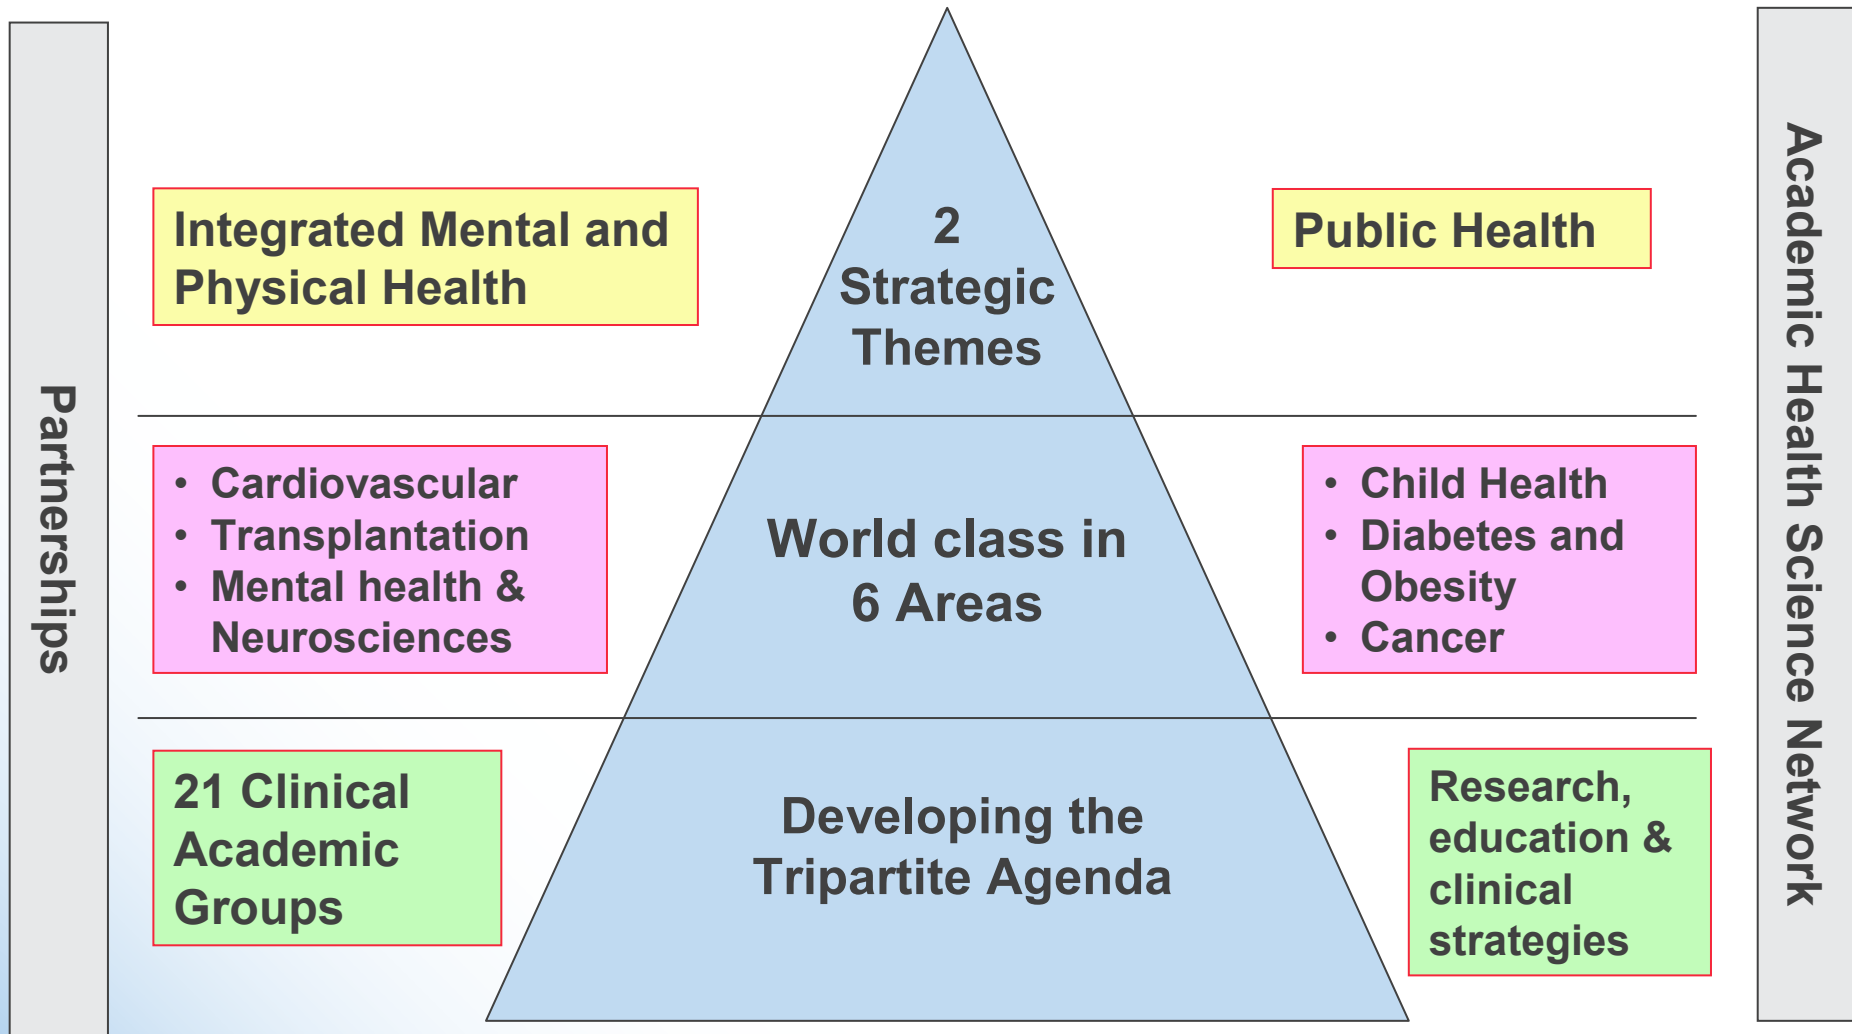 Partnerships
Integrated Mental and
Physical Health
2
Strategic
Themes
Public Health
• Cardiovascular
• Transplantation
• Mental health &
Neurosciences
World class in
6 Areas
• Child Health
• Diabetes and
Obesity
• Cancer
21 Clinical
Academic
Groups
Developing the
Tripartite Agenda
Research,
education &
clinical
strategies
Academic Health Science Network